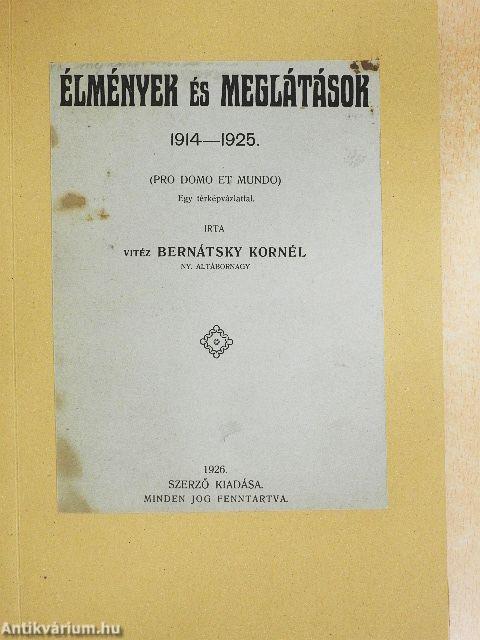 ÉLMÉNYEK ÉS MEGLÁTÁSOK
1914—1925.
(PRO DOMO ET MUNDO)
Egy térképvázlattal.
IRTA
VITÉZ BERNÁTSKY KORNÉL
NY. ALTÁBORNAGY
1926.
SZERZŐ KIADÁSA.
MINDEN JOG FENNTARTVA.
Antikvárium.hu